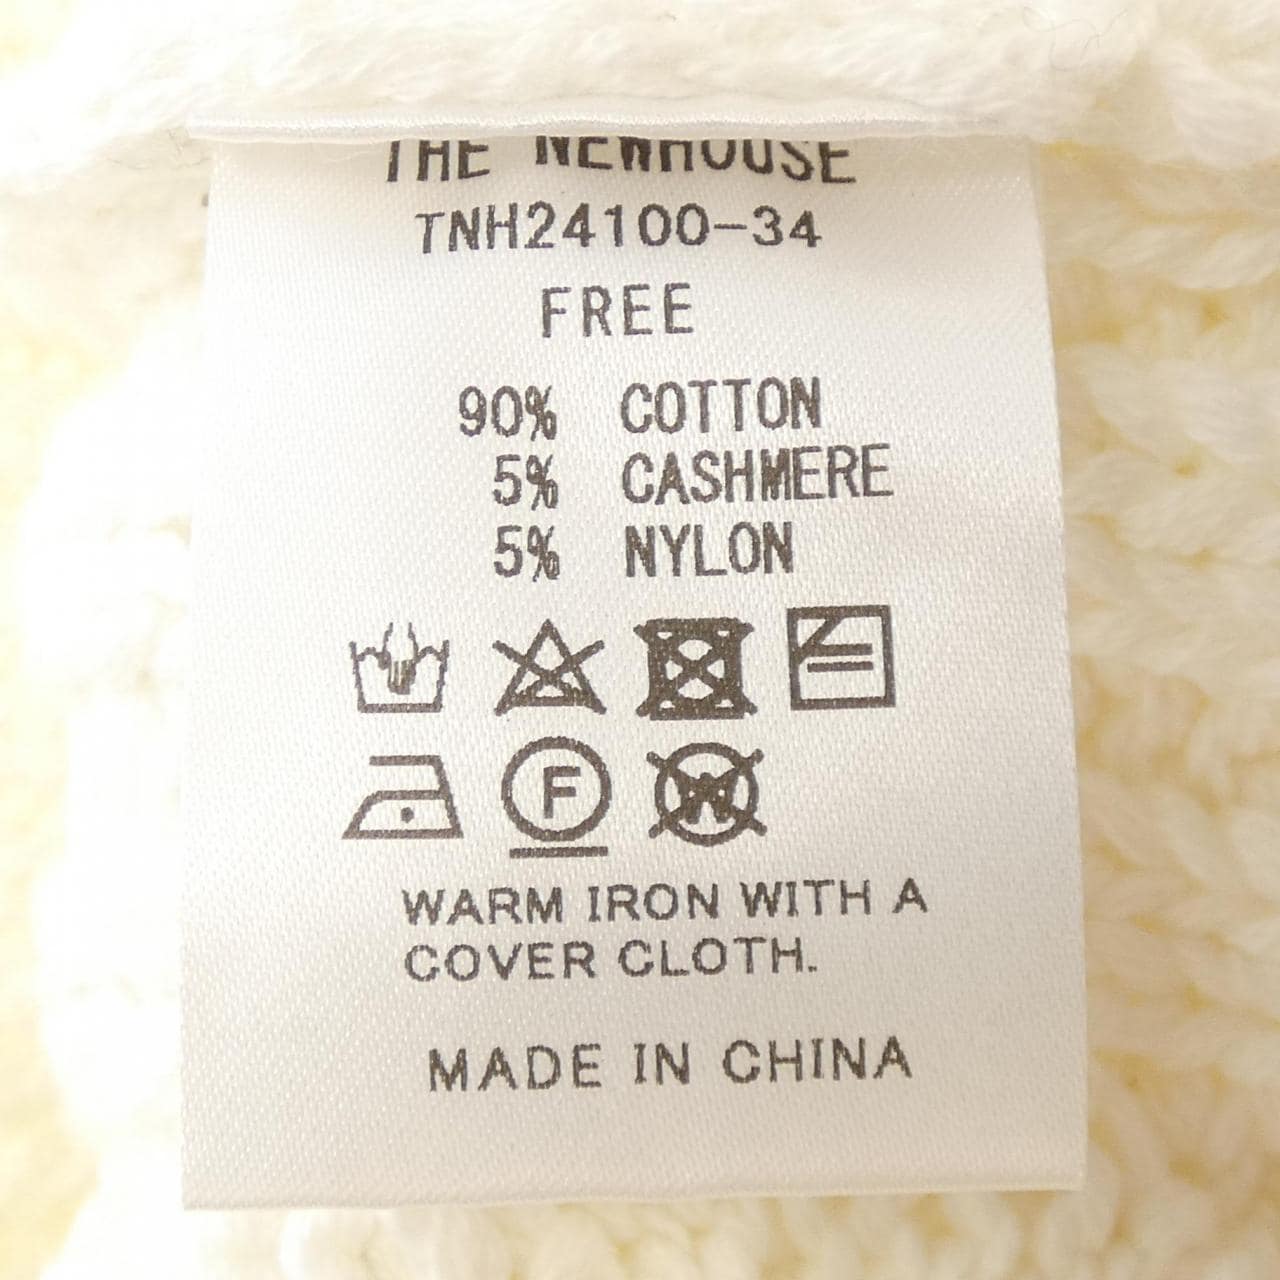 THE NEWHOUSE
TNH24100-34
FREE
90% COTTON
5% CASHMERE
5% NYLON
F W
WARM IRON WITH A
COVER CLOTH.
MADE IN CHINA